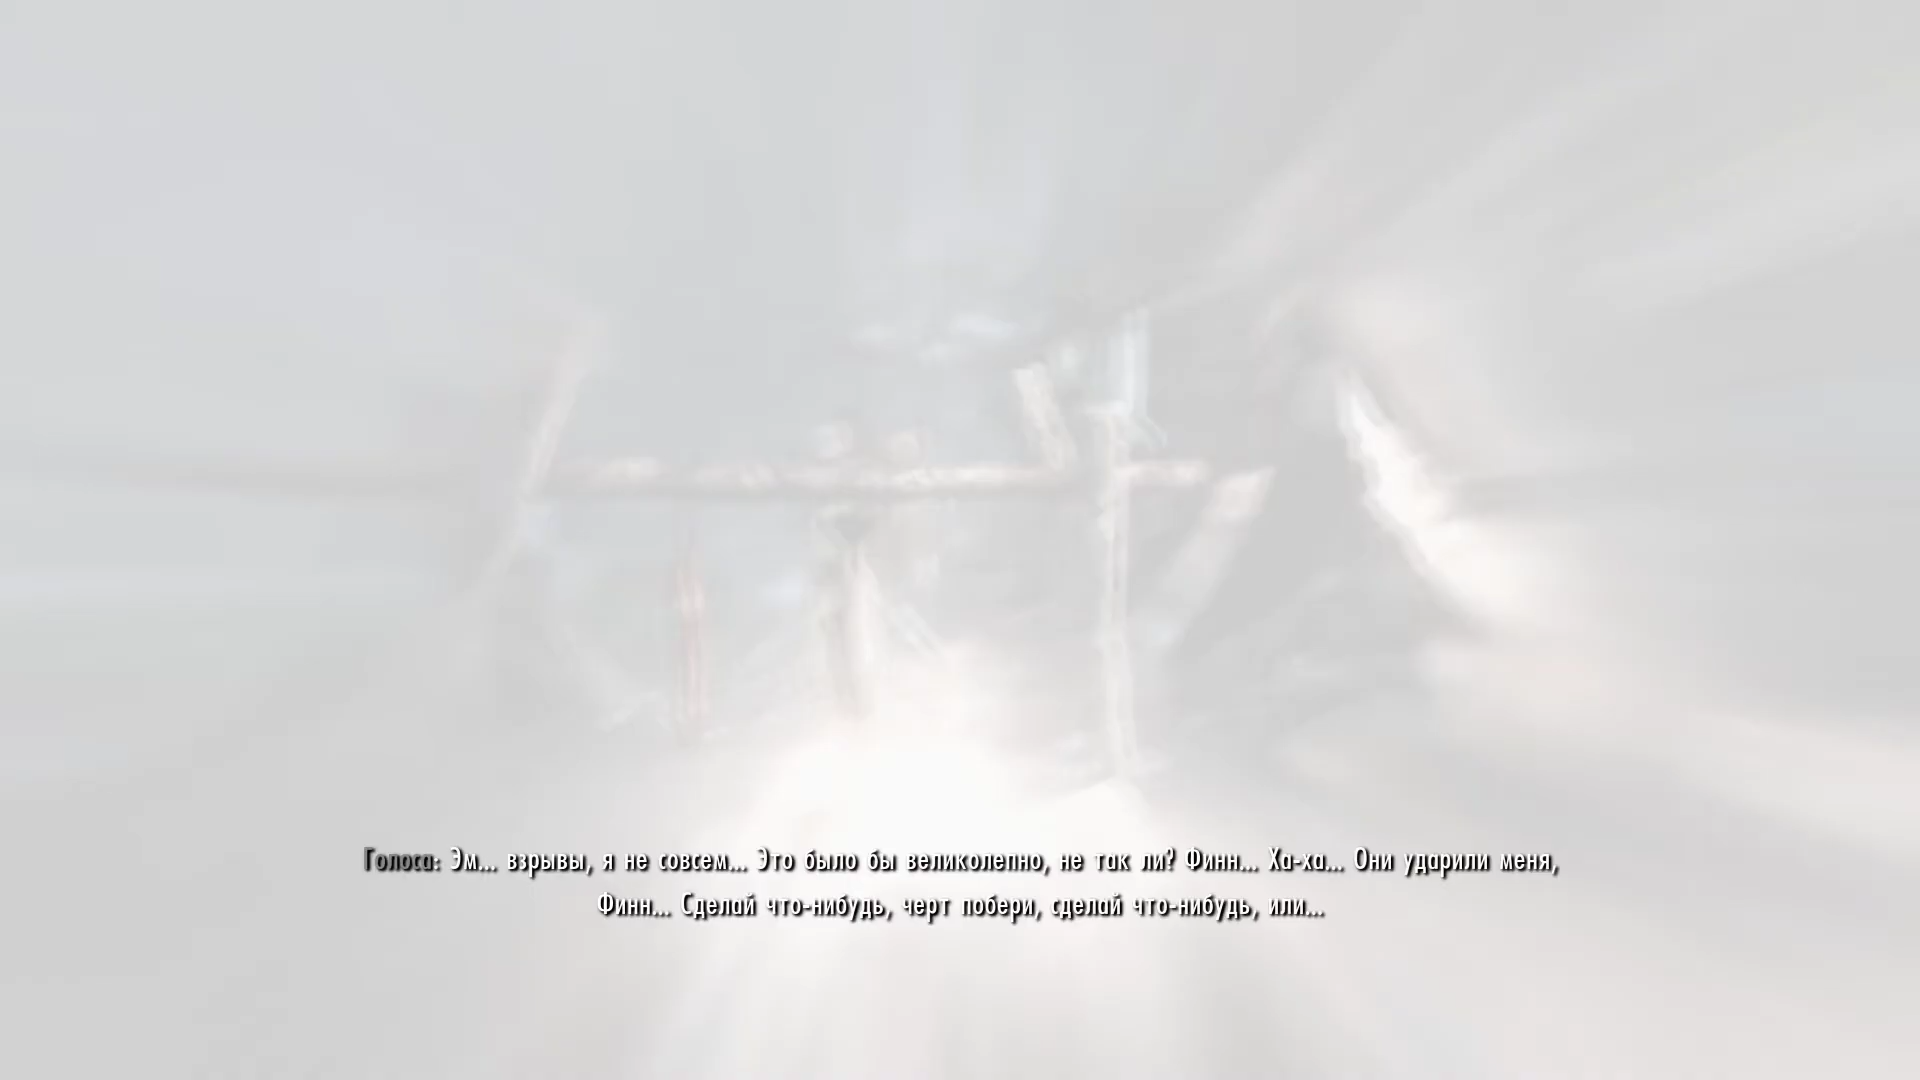 Голоса: Эм... взрывы, я не совсем... Это было бы великолепно, не так ли? Финн... Ха-ха... Они ударили меня,
Финн... Сделай что-нибудь, черт побери, сделай что-нибудь, или...